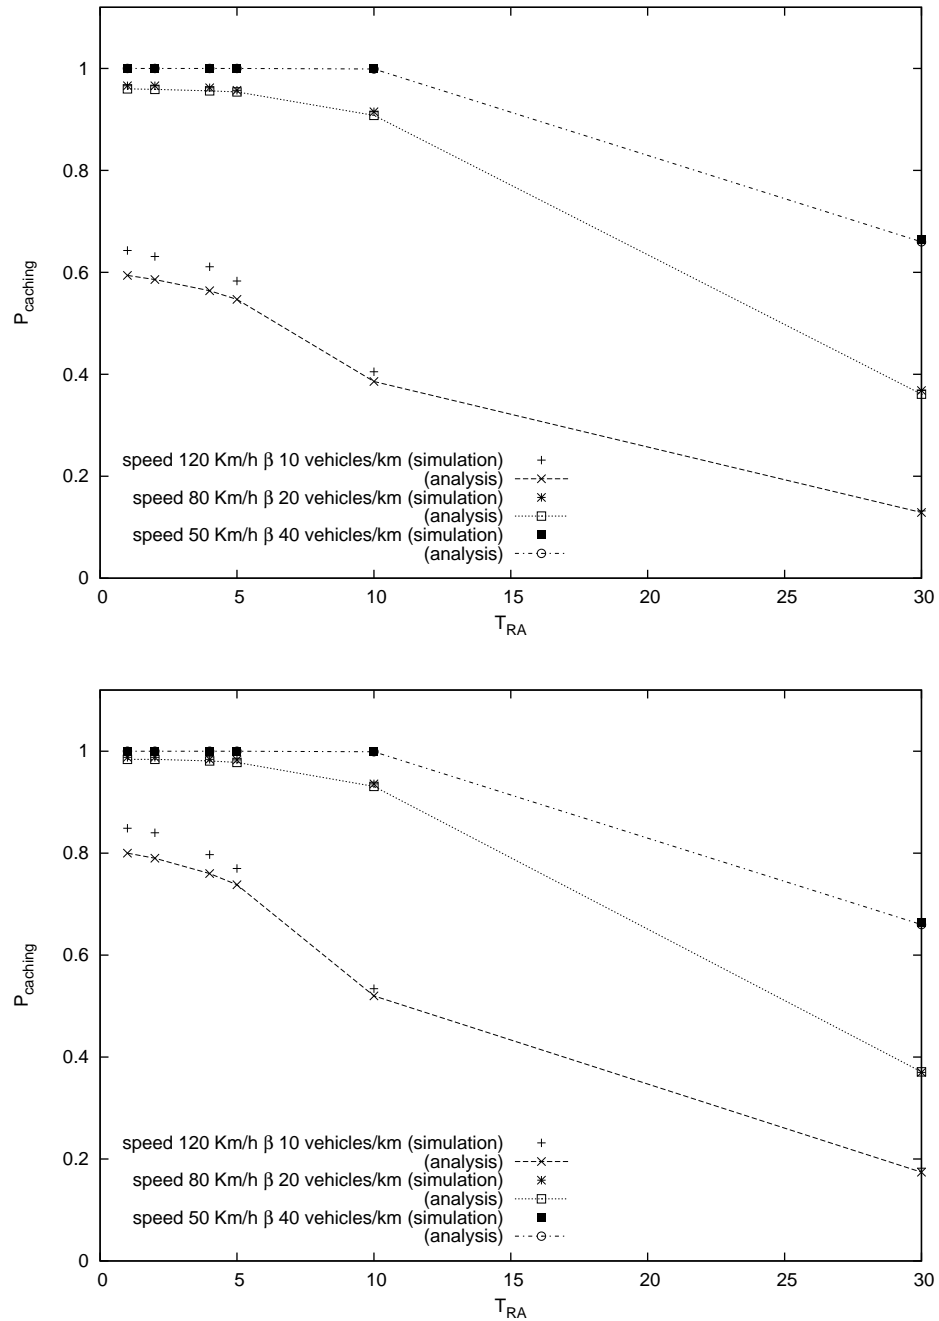 1
0.8
0.6
0.4
0.2
0
P_caching
speed 120 Km/h β 10 vehicles/km (simulation)
(analysis)
speed 80 Km/h β 20 vehicles/km (simulation)
(analysis)
speed 50 Km/h β 40 vehicles/km (simulation)
(analysis)
0 5 10 15 20 25 30
T_RA
1
0.8
0.6
0.4
0.2
0
P_caching
speed 120 Km/h β 10 vehicles/km (simulation)
(analysis)
speed 80 Km/h β 20 vehicles/km (simulation)
(analysis)
speed 50 Km/h β 40 vehicles/km (simulation)
(analysis)
0 5 10 15 20 25 30
T_RA